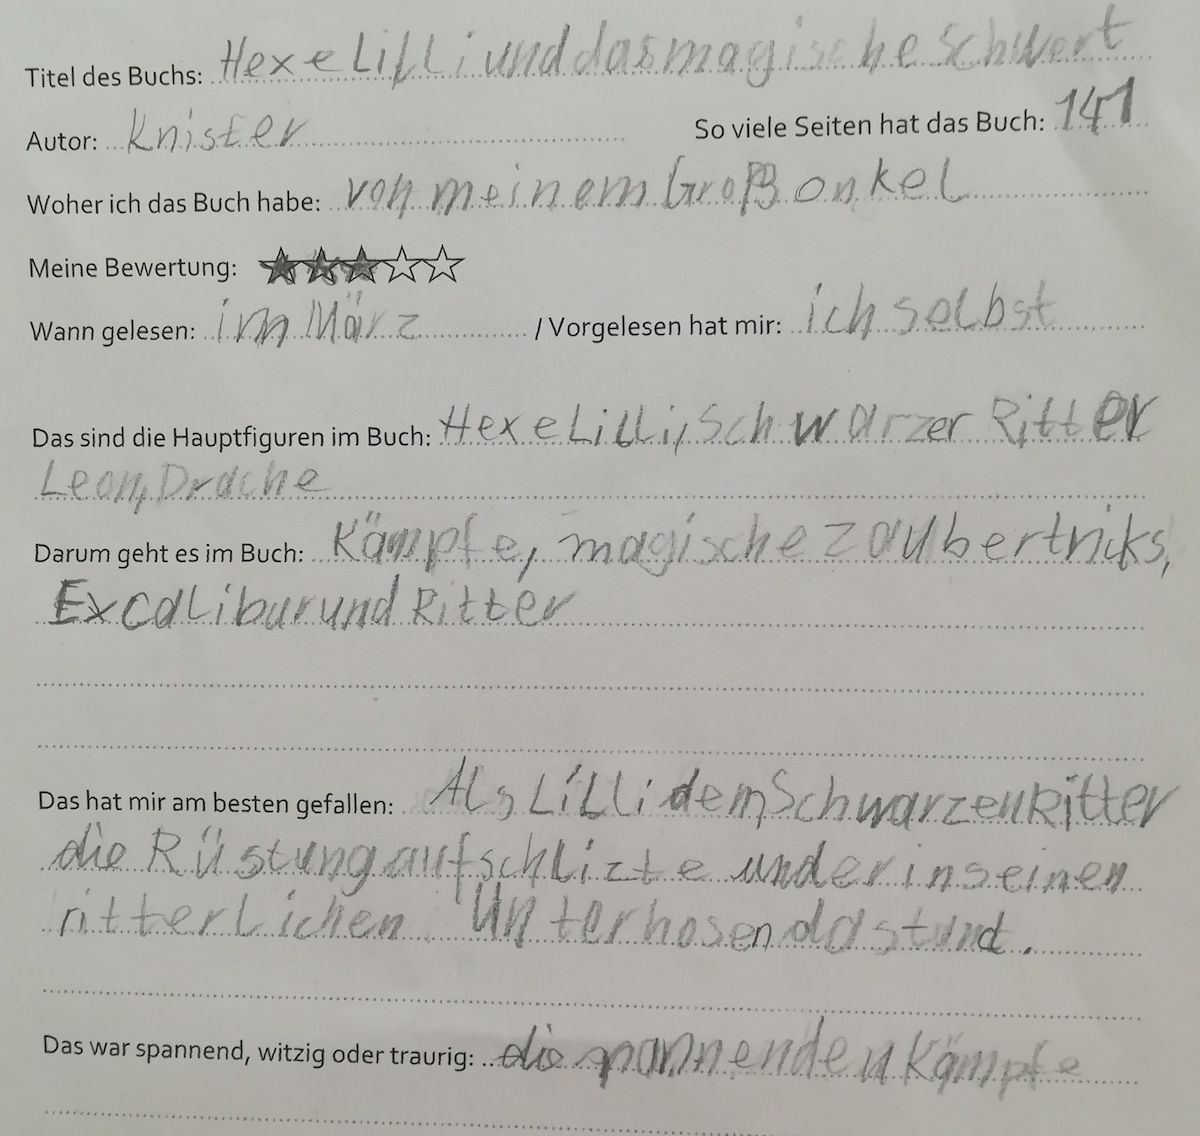 Titel des Buchs: Hexe Lilli und das magische Schwert
Autor: Knister So viele Seiten hat das Buch: 141
Woher ich das Buch habe: von meinem Großonkel
Meine Bewertung:
Wann gelesen: im März / Vorgelesen hat mir: ich selbst
Das sind die Hauptfiguren im Buch: Hexe Lilli, Schwarzer Ritter
Leon, Drache
Darum geht es im Buch: Kämpfe, magische Zaubertricks,
Excalibur und Ritter
Das hat mir am besten gefallen: Als Lilli dem Schwarzen Ritter
die Rüstung aufschlizte und er in seinen
ritterlichen Unterhosen dastand.
Das war spannend, witzig oder traurig: die spannenden Kämpfe